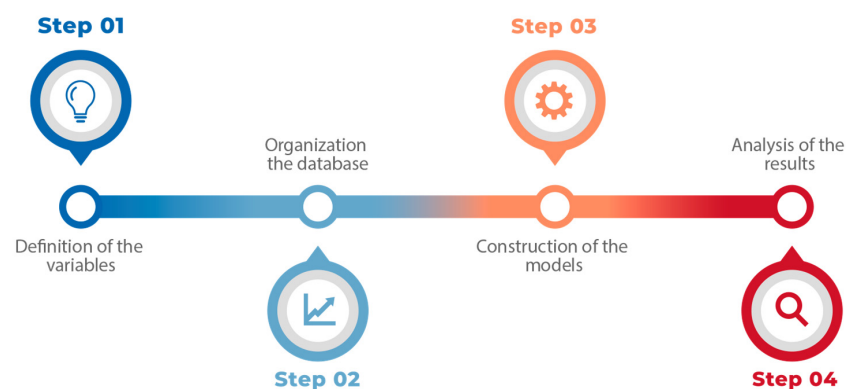 Step 01
Definition of the
variables
Organization
the database
Step 02
Step 03
Construction of the
models
Analysis of the
results
Step 04